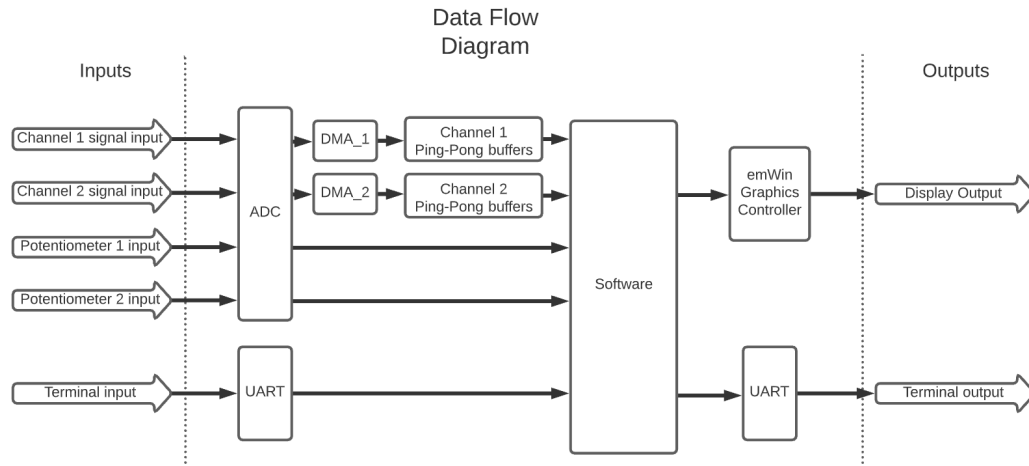 Data Flow
Diagram
Inputs
Outputs
Channel 1 signal input
DMA_1
Channel 1
Ping-Pong buffers
Channel 2 signal input
ADC
DMA_2
Channel 2
Ping-Pong buffers
emWin
Graphics
Controller
Display Output
Potentiometer 1 input
Software
Potentiometer 2 input
Terminal input
UART
UART
Terminal output